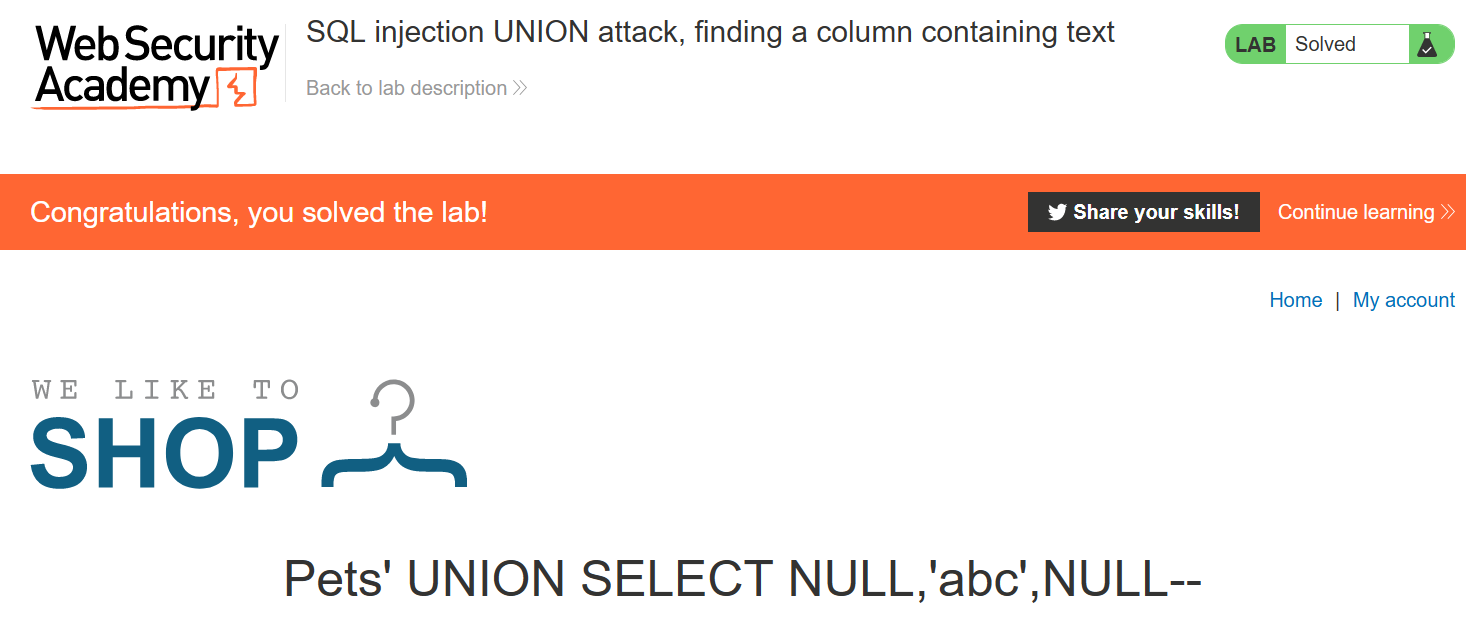 Web Security
Academy
SQL injection UNION attack, finding a column containing text
Back to lab description
LAB Solved
Congratulations, you solved the lab!
Share your skills!
Continue learning
Home | My account
WE LIKE TO
SHOP
Pets' UNION SELECT NULL,'abc',NULL--